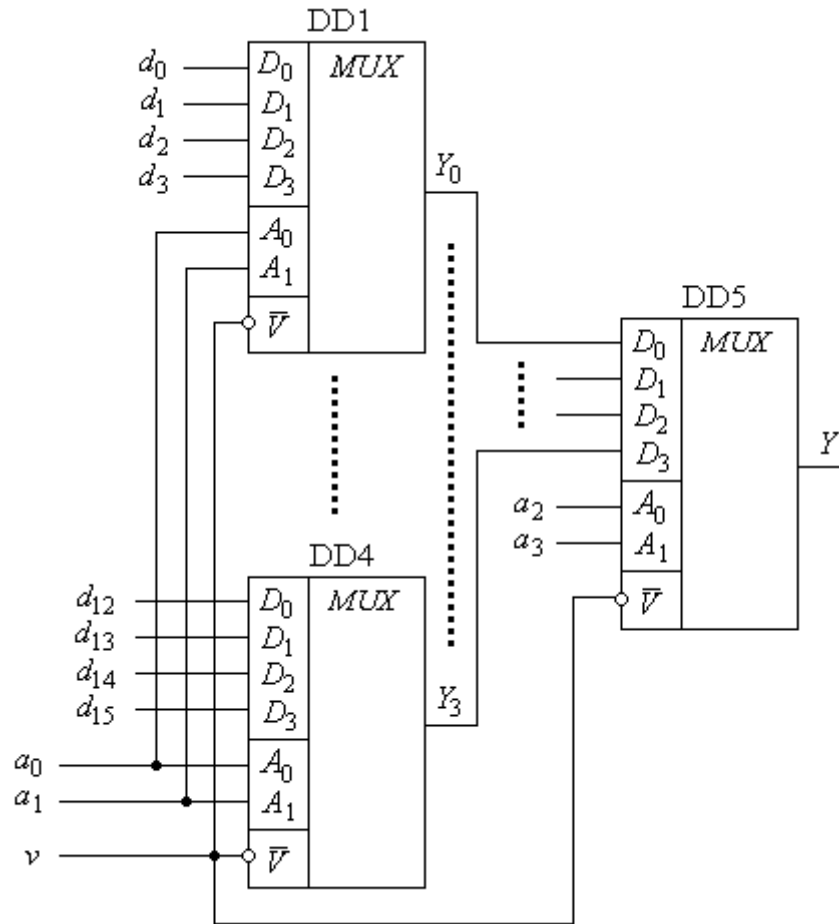 DD1
MUX
d₀ D₀
d₁ D₁
d₂ D₂
d₃ D₃
A₀
A₁
V̅
Y₀
DD5
MUX
D₀
D₁
D₂
D₃
a₂ A₀
a₃ A₁
V̅
Y
DD4
MUX
d₁₂ D₀
d₁₃ D₁
d₁₄ D₂
d₁₅ D₃
Y₃
a₀ A₀
a₁ A₁
v V̅